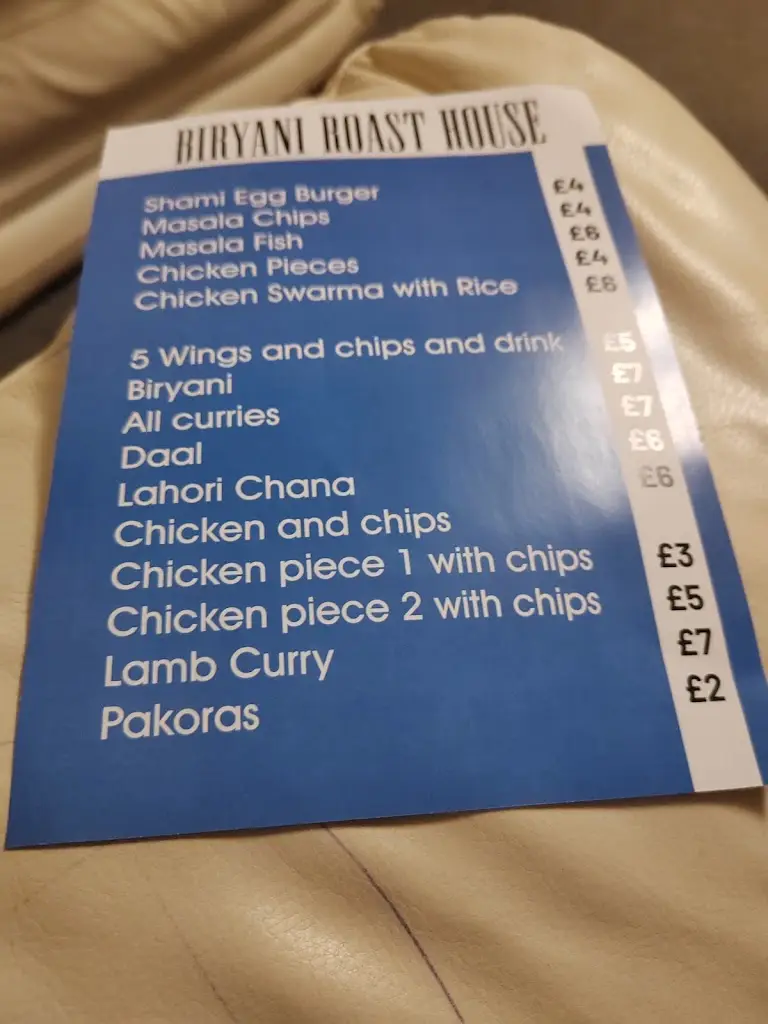 BIRYANI ROAST HOUSE
Shami Egg Burger £4
Masala Chips £4
Masala Fish £6
Chicken Pieces £4
Chicken Swarma with Rice £6
5 Wings and chips and drink £5
Biryani £7
All curries £7
Daal £6
Lahori Chana £6
Chicken and chips
Chicken piece 1 with chips £3
Chicken piece 2 with chips £5
Lamb Curry £7
Pakoras £2